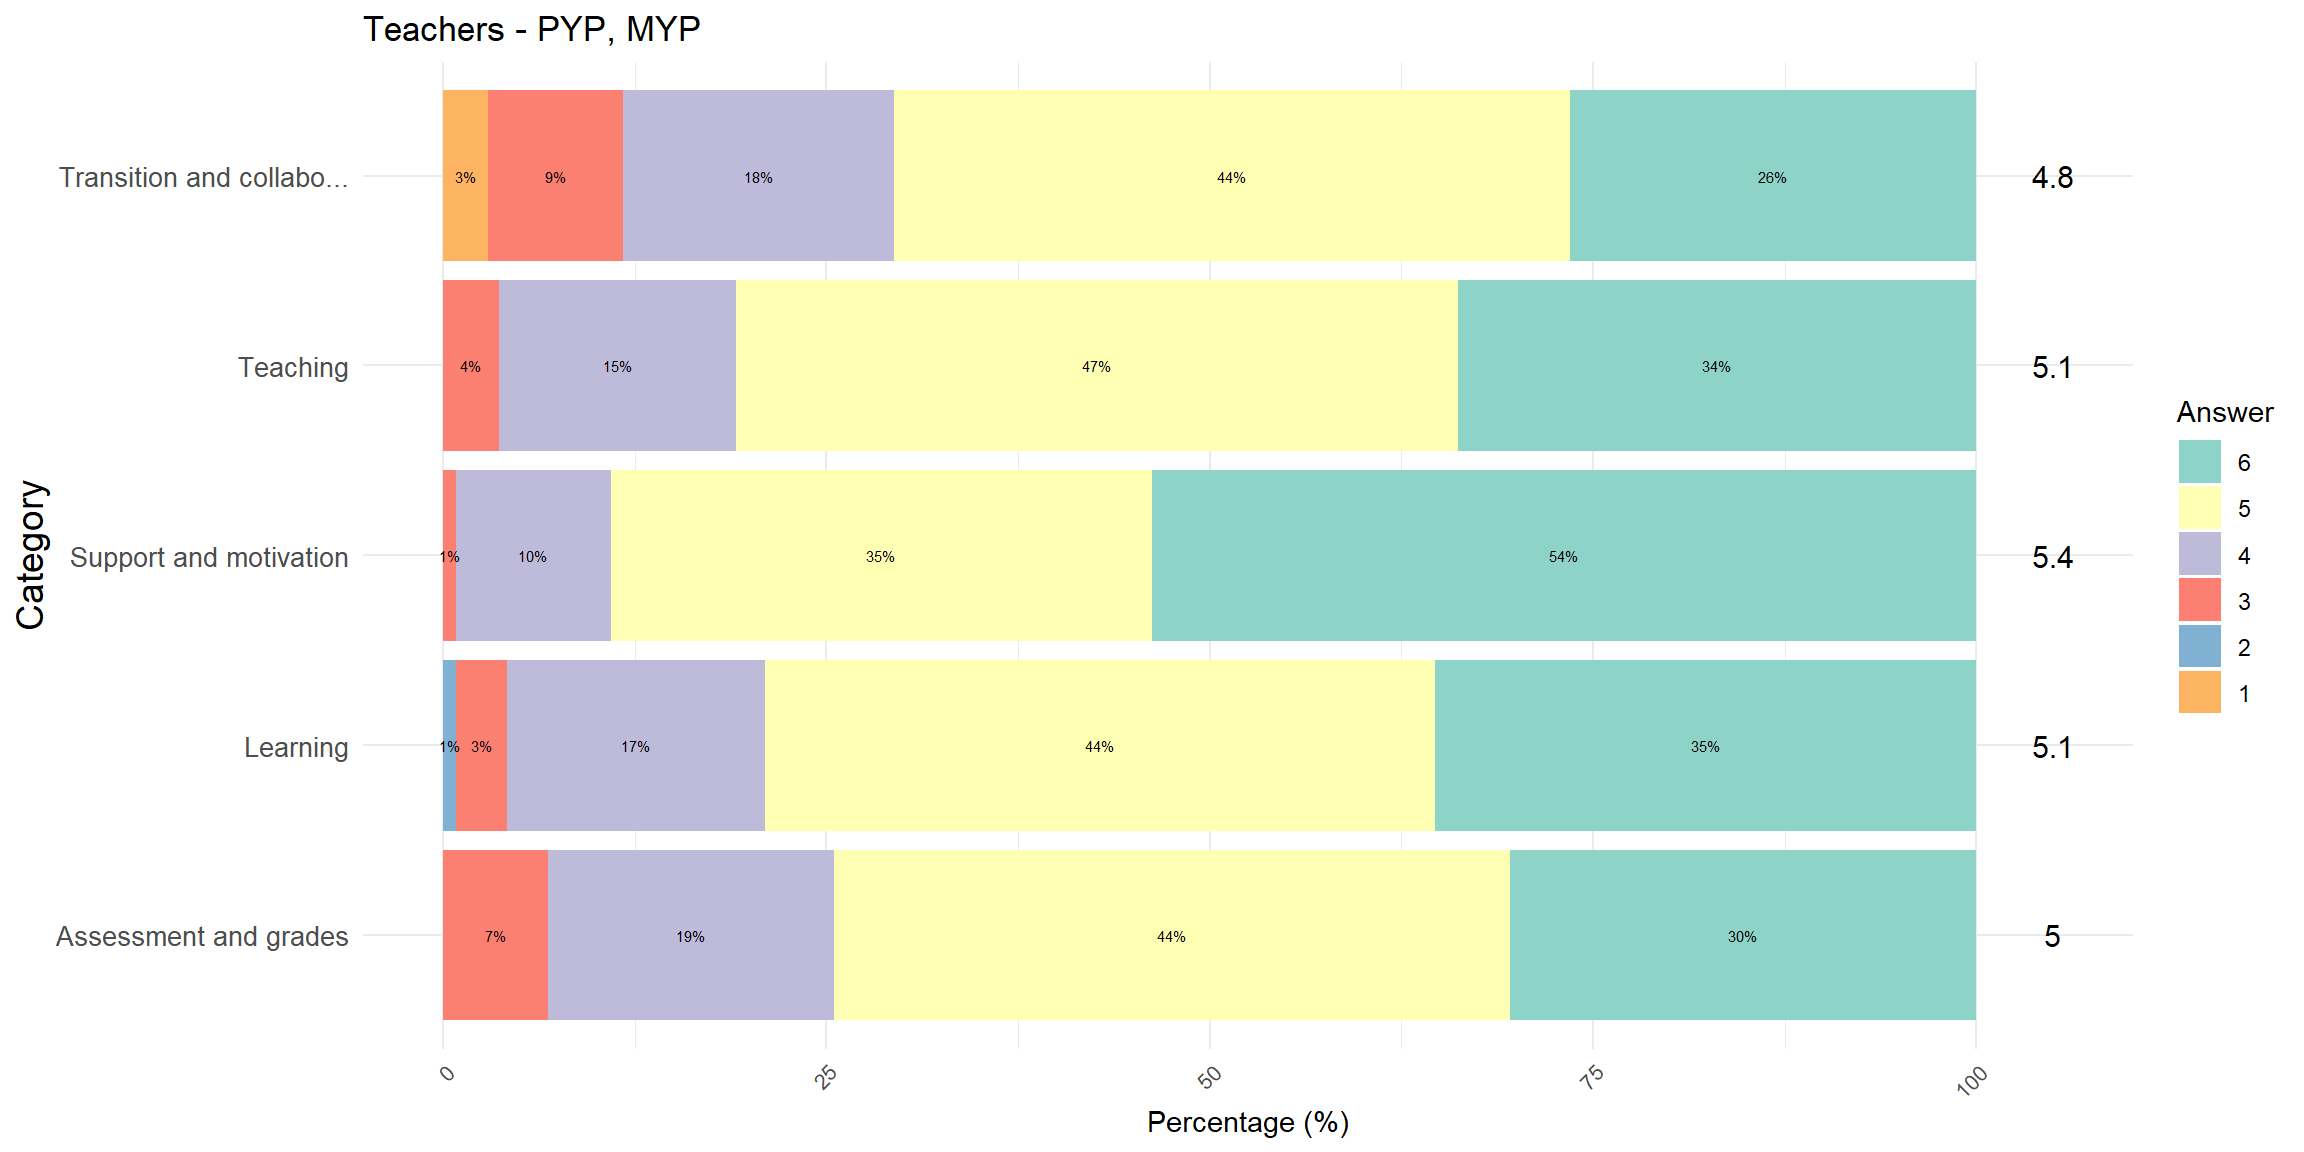 Teachers - PYP, MYP
Category
Transition and collabo...
3% 9% 18% 44% 26% 4.8
Teaching
4% 15% 47% 34% 5.1
Support and motivation
1% 10% 35% 54% 5.4
Learning
1% 3% 17% 44% 35% 5.1
Assessment and grades
7% 19% 44% 30% 5
0 25 50 75 100
Percentage (%)
Answer
6
5
4
3
2
1